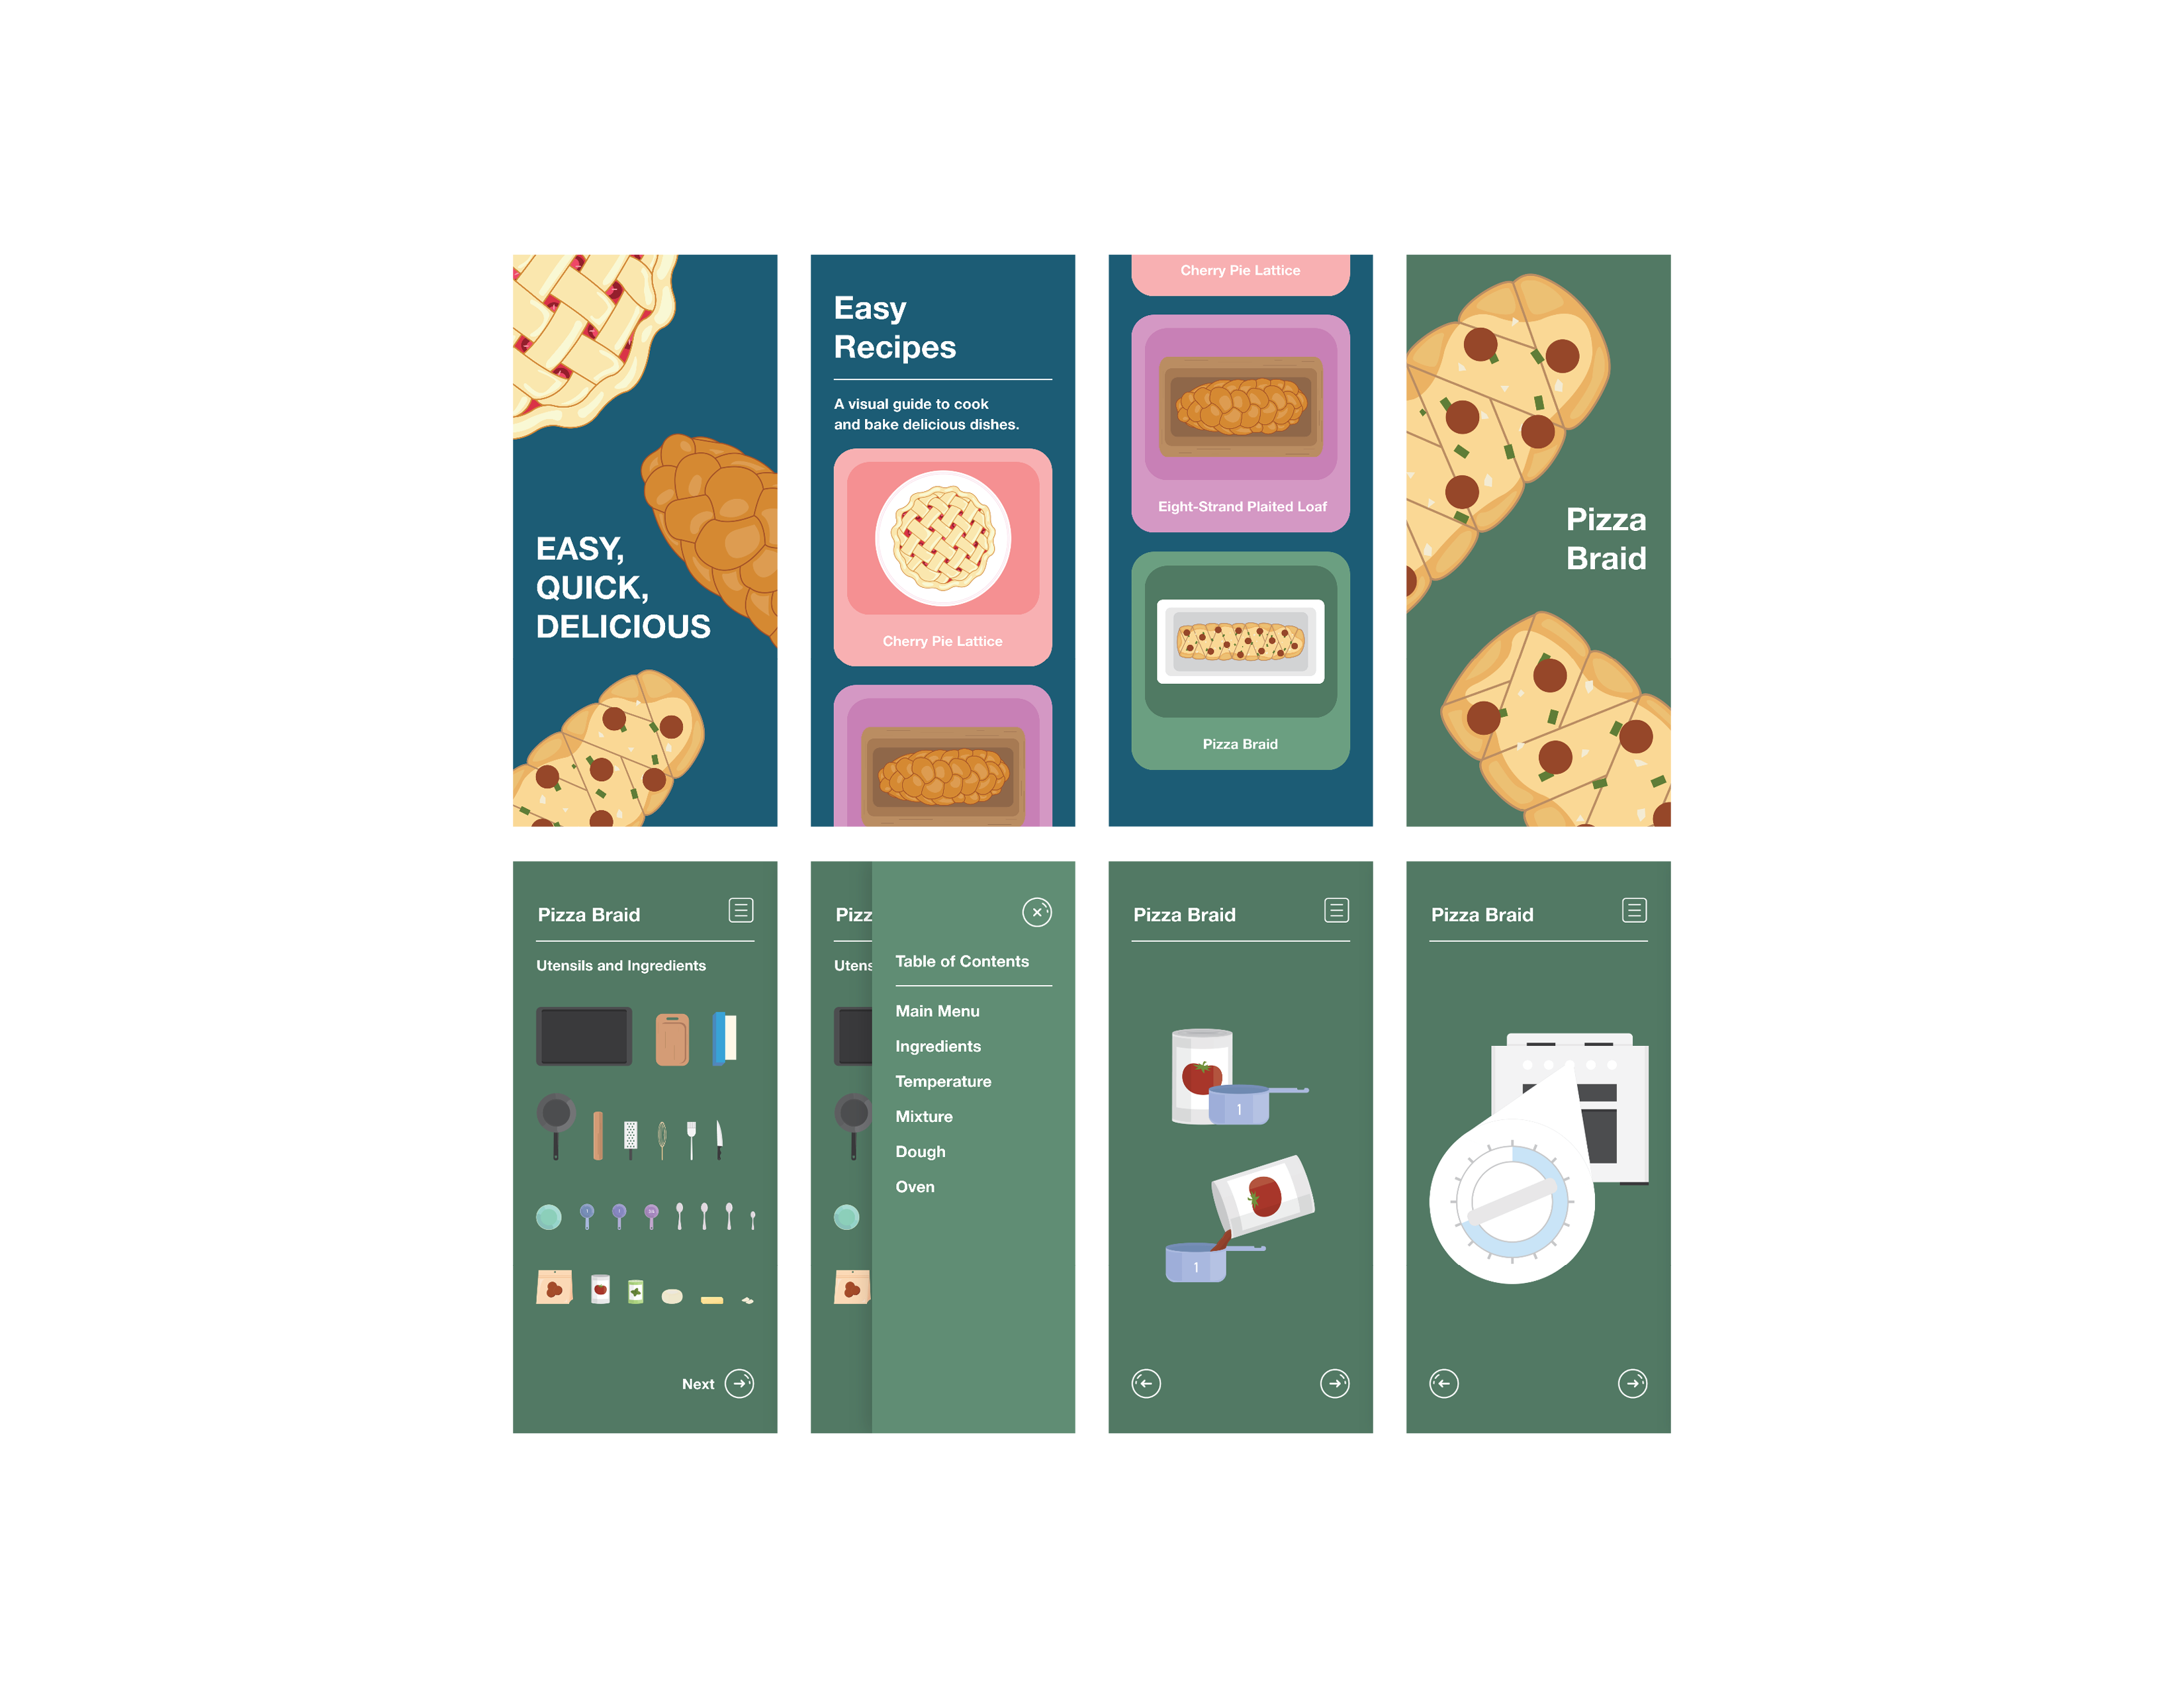 EASY,
QUICK,
DELICIOUS
Easy
Recipes
A visual guide to cook
and bake delicious dishes.
Cherry Pie Lattice
Cherry Pie Lattice
Eight-Strand Plaited Loaf
Pizza Braid
Pizza
Braid
Pizza Braid
Utensils and Ingredients
Next
Pizz
Utens
Table of Contents
Main Menu
Ingredients
Temperature
Mixture
Dough
Oven
Pizza Braid
1
1
Pizza Braid